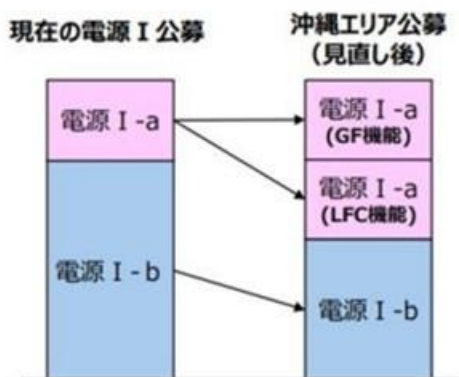 現在の電源Ⅰ公募
沖縄エリア公募
（見直し後）
電源Ⅰ-a
電源Ⅰ-b
電源Ⅰ-a
(GF機能)
電源Ⅰ-a
(LFC機能)
電源Ⅰ-b